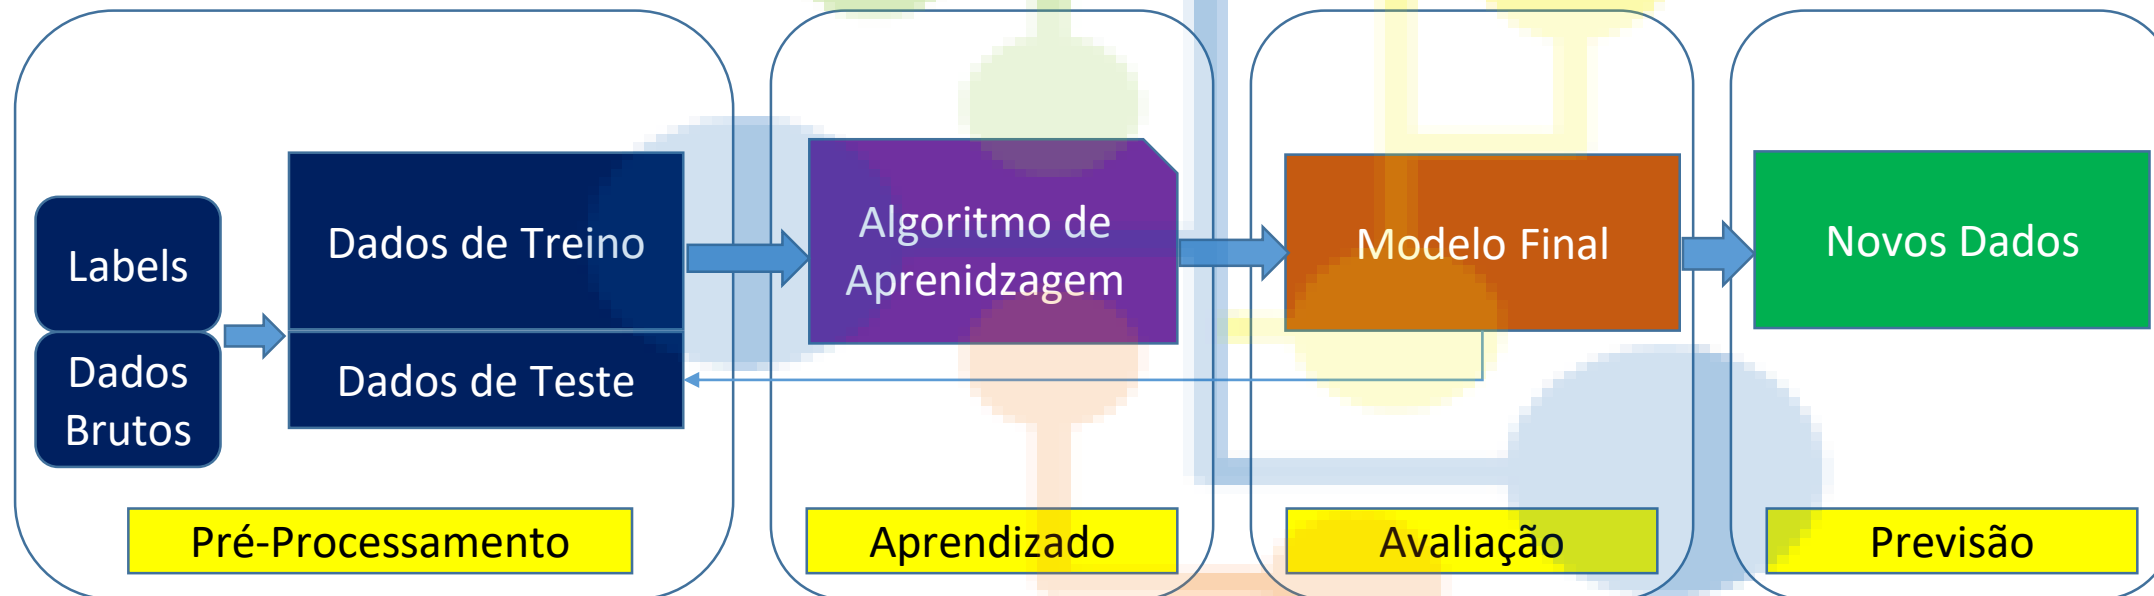 Labels
Dados
Brutos
Dados de Treino
Dados de Teste
Pré-Processamento
Algoritmo de
Aprenidzagem
Aprendizado
Modelo Final
Avaliação
Novos Dados
Previsão